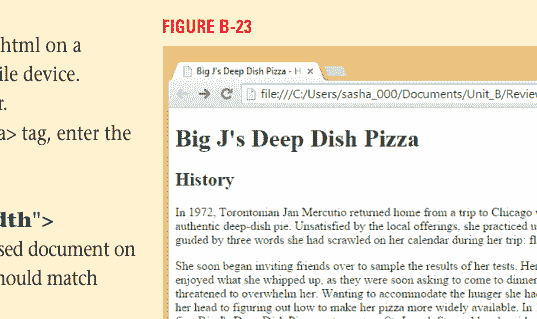 html on a
ile device.
r.
a> tag, enter the
dth">
sed document on
hould match
FIGURE B-23
Big J's Deep Dish Pizza - H
file:///C:/Users/sasha_000/Documents/Unit_B/Review
Big J's Deep Dish Pizza
History
In 1972, Torontonian Jan Mercutio returned home from a trip to Chicago
authentic deep-dish pie. Unsatisfied by the local offerings, she practiced
guided by three words she had scrawled on her calendar during her trip:
She soon began inviting friends over to sample the results of her tests. Her
enjoyed what she whipped up, as they were soon asking to come to dinner
threatened to overwhelm her. Wanting to accommodate the hunger she
her head to figuring out how to make her pizza more widely available. In